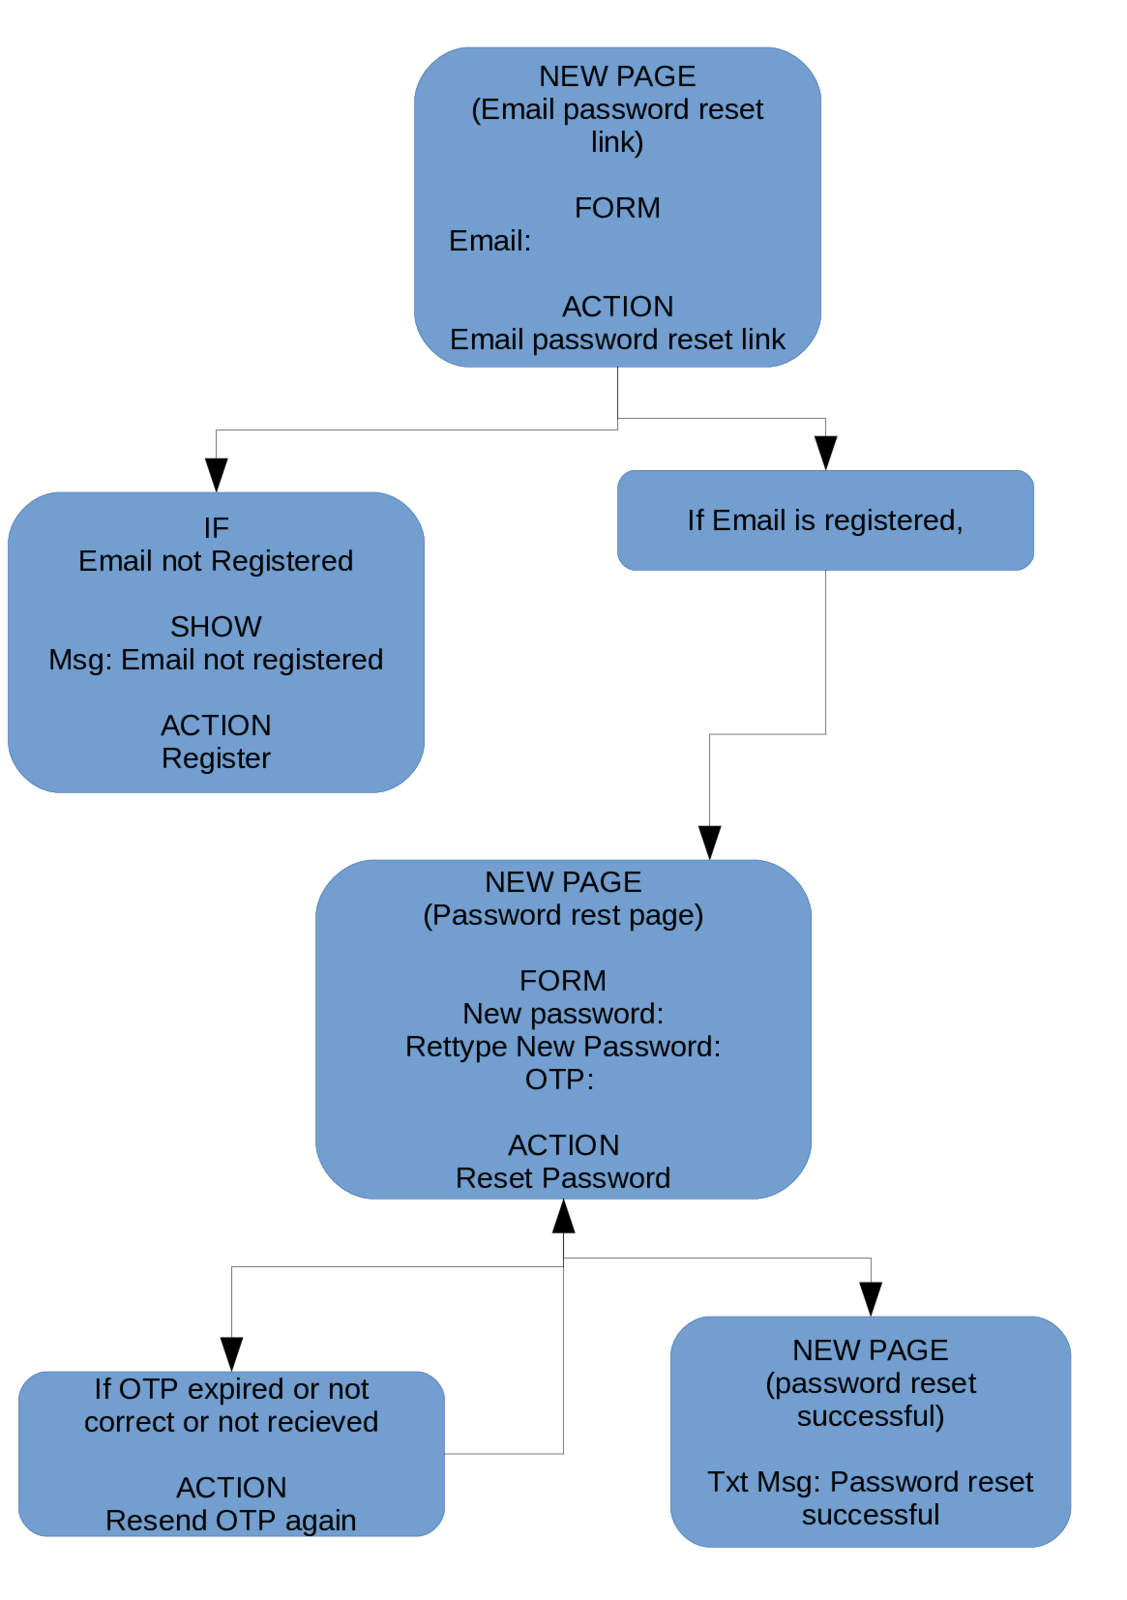 NEW PAGE
(Email password reset
link)
FORM
Email:
ACTION
Email password reset link
If Email is registered,
IF
Email not Registered
SHOW
Msg: Email not registered
ACTION
Register
NEW PAGE
(Password rest page)
FORM
New password:
Rettype New Password:
OTP:
ACTION
Reset Password
If OTP expired or not
correct or not recieved
ACTION
Resend OTP again
NEW PAGE
(password reset
successful)
Txt Msg: Password reset
successful